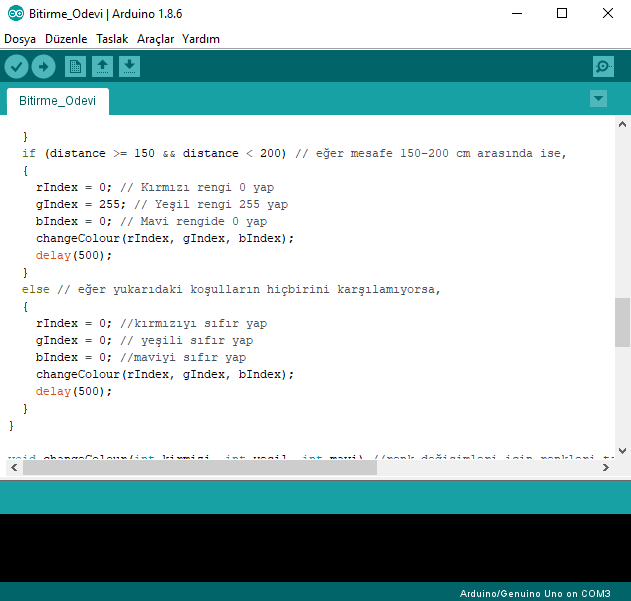 Bitirme_Odevi | Arduino 1.8.6
Dosya Düzenle Taslak Araçlar Yardım
Bitirme_Odevi
}
if (distance >= 150 && distance < 200) // eğer mesafe 150-200 cm arasında ise,
{
rIndex = 0; // Kırmızı rengi 0 yap
gIndex = 255; // Yeşil rengi 255 yap
bIndex = 0; // Mavi rengide 0 yap
changeColour(rIndex, gIndex, bIndex);
delay(500);
}
else // eğer yukarıdaki koşulların hiçbirini karşılamıyorsa,
{
rIndex = 0; //kırmızıyı sıfır yap
gIndex = 0; // yeşili sıfır yap
bIndex = 0; //maviyi sıfır yap
changeColour(rIndex, gIndex, bIndex);
delay(500);
}
}
void changeColour(int kirmizi, int yesil, int mavi) //renk değişimleri için renkleri
Arduino/Genuino Uno on COM3